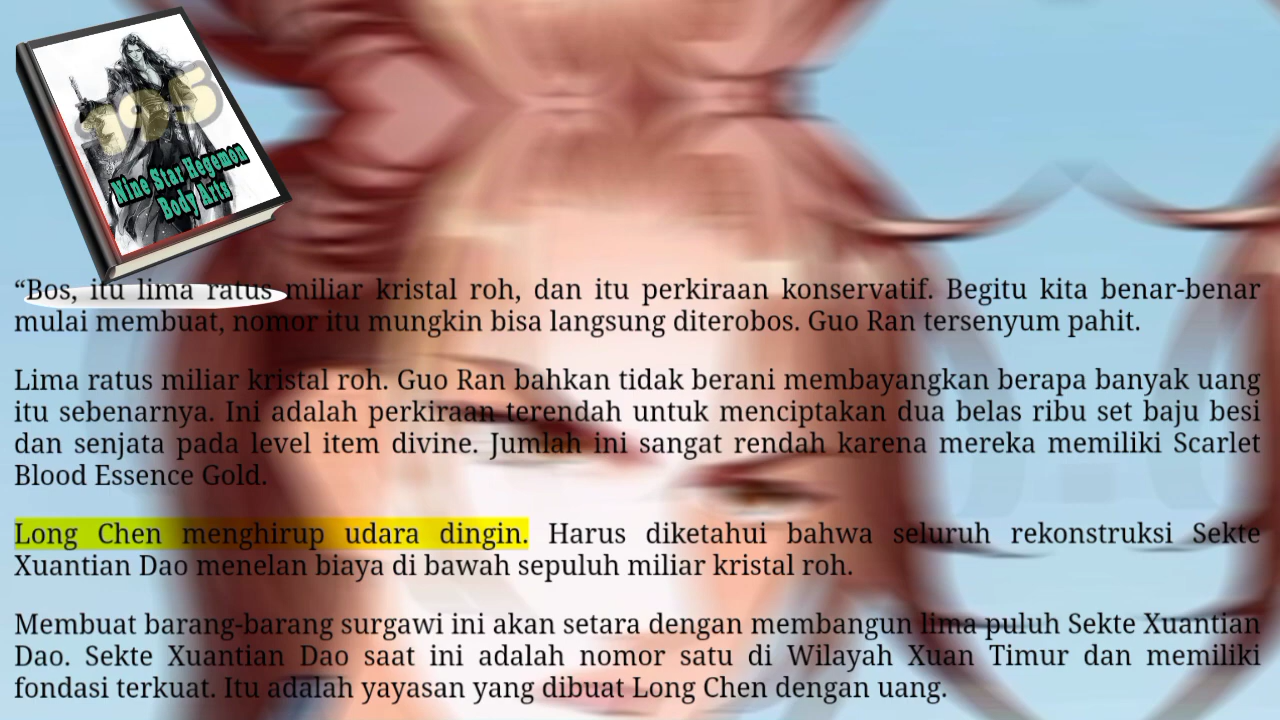 195
Nine Star Hegemon
Body Arts
“Bos, itu lima ratus miliar kristal roh, dan itu perkiraan konservatif. Begitu kita benar-benar
mulai membuat, nomor itu mungkin bisa langsung diterobos. Guo Ran tersenyum pahit.
Lima ratus miliar kristal roh. Guo Ran bahkan tidak berani membayangkan berapa banyak uang
itu sebenarnya. Ini adalah perkiraan terendah untuk menciptakan dua belas ribu set baju besi
dan senjata pada level item divine. Jumlah ini sangat rendah karena mereka memiliki Scarlet
Blood Essence Gold.
Long Chen menghirup udara dingin. Harus diketahui bahwa seluruh rekonstruksi Sekte
Xuantian Dao menelan biaya di bawah sepuluh miliar kristal roh.
Membuat barang-barang surgawi ini akan setara dengan membangun lima puluh Sekte Xuantian
Dao. Sekte Xuantian Dao saat ini adalah nomor satu di Wilayah Xuan Timur dan memiliki
fondasi terkuat. Itu adalah yayasan yang dibuat Long Chen dengan uang.